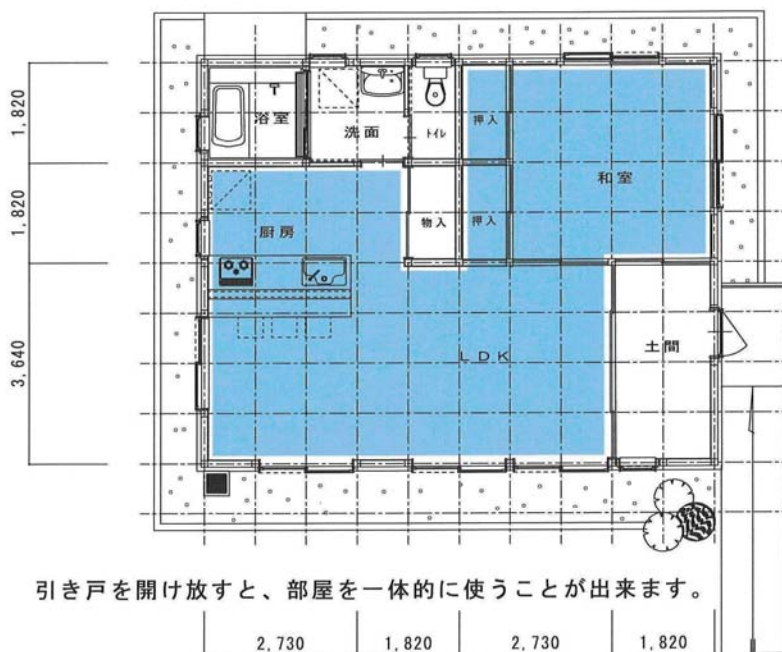 1,820
1,820
3,640
浴室
洗面
トイレ
押入
和室
厨房
物入
押入
LDK
土間
引き戸を開け放すと、部屋を一体的に使うことが出来ます。
2,730
1,820
2,730
1,820